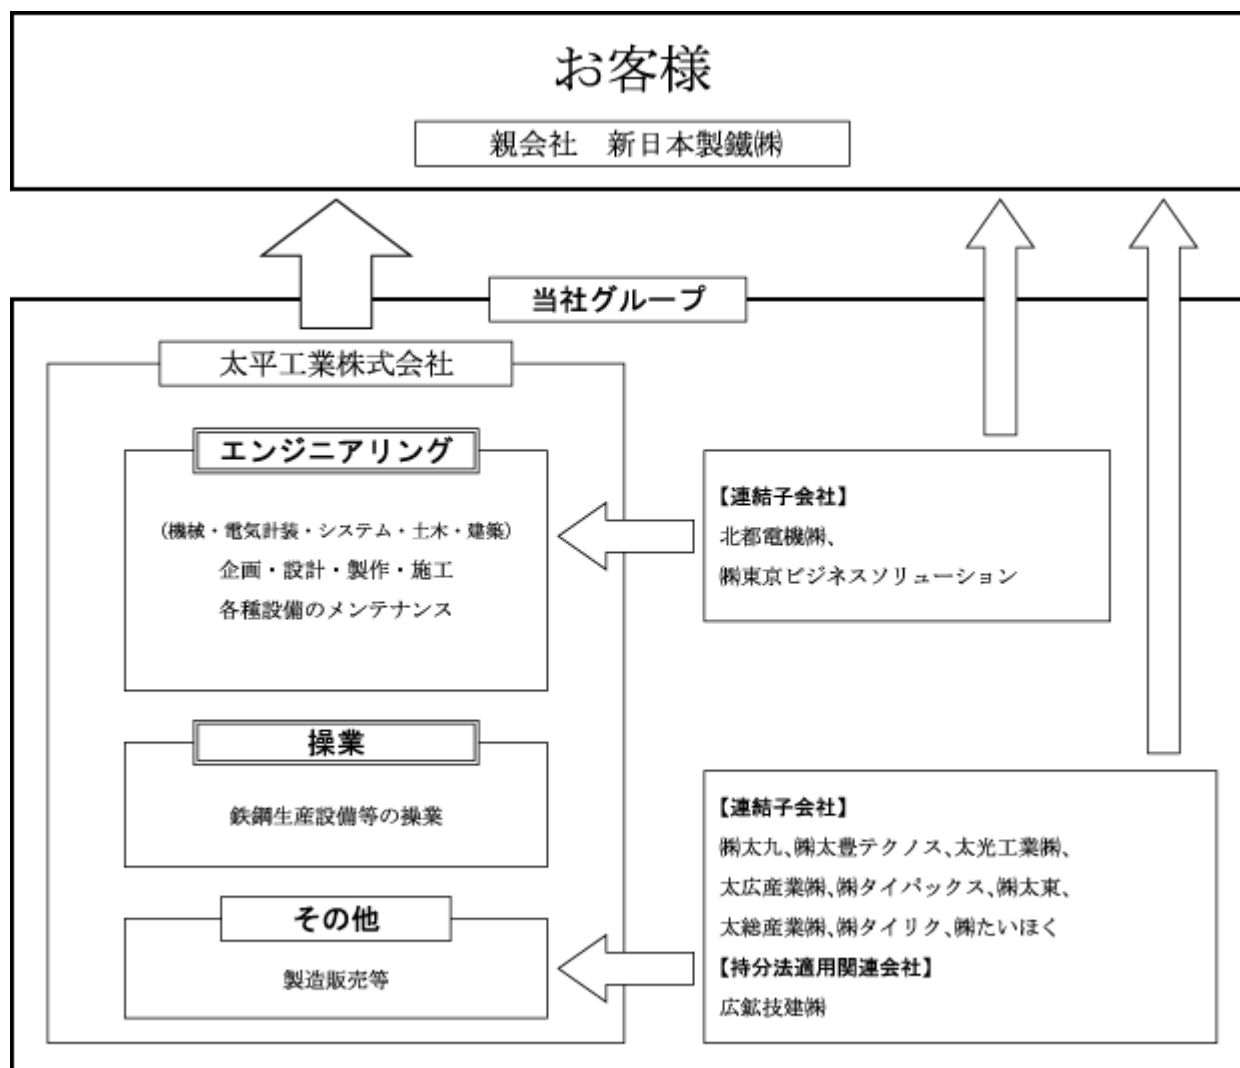 お客様
親会社　新日本製鐵㈱
当社グループ
太平工業株式会社
エンジニアリング
(機械・電気計装・システム・土木・建築)
企画・設計・製作・施工
各種設備のメンテナンス
【連結子会社】
北都電機㈱、
㈱東京ビジネスソリューション
操業
鉄鋼生産設備等の操業
その他
製造販売等
【連結子会社】
㈱太九、㈱太豊テクノス、太光工業㈱、
太広産業㈱、㈱タイパックス、㈱太東、
太総産業㈱、㈱タイリク、㈱たいほく
【持分法適用関連会社】
広鉱技建㈱